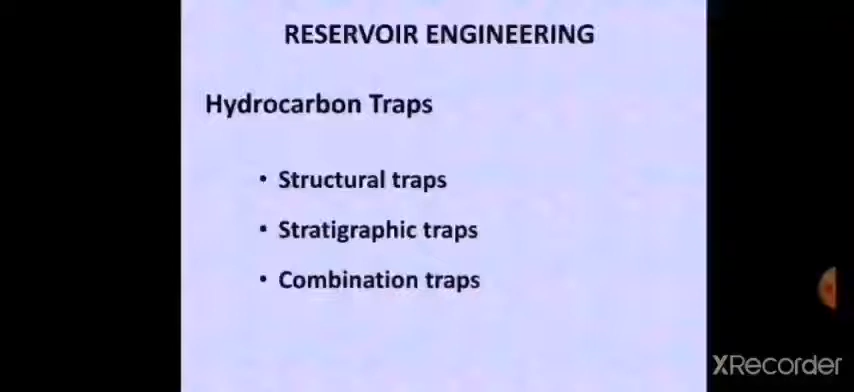 RESERVOIR ENGINEERING
Hydrocarbon Traps
• Structural traps
• Stratigraphic traps
• Combination traps
XRecorder